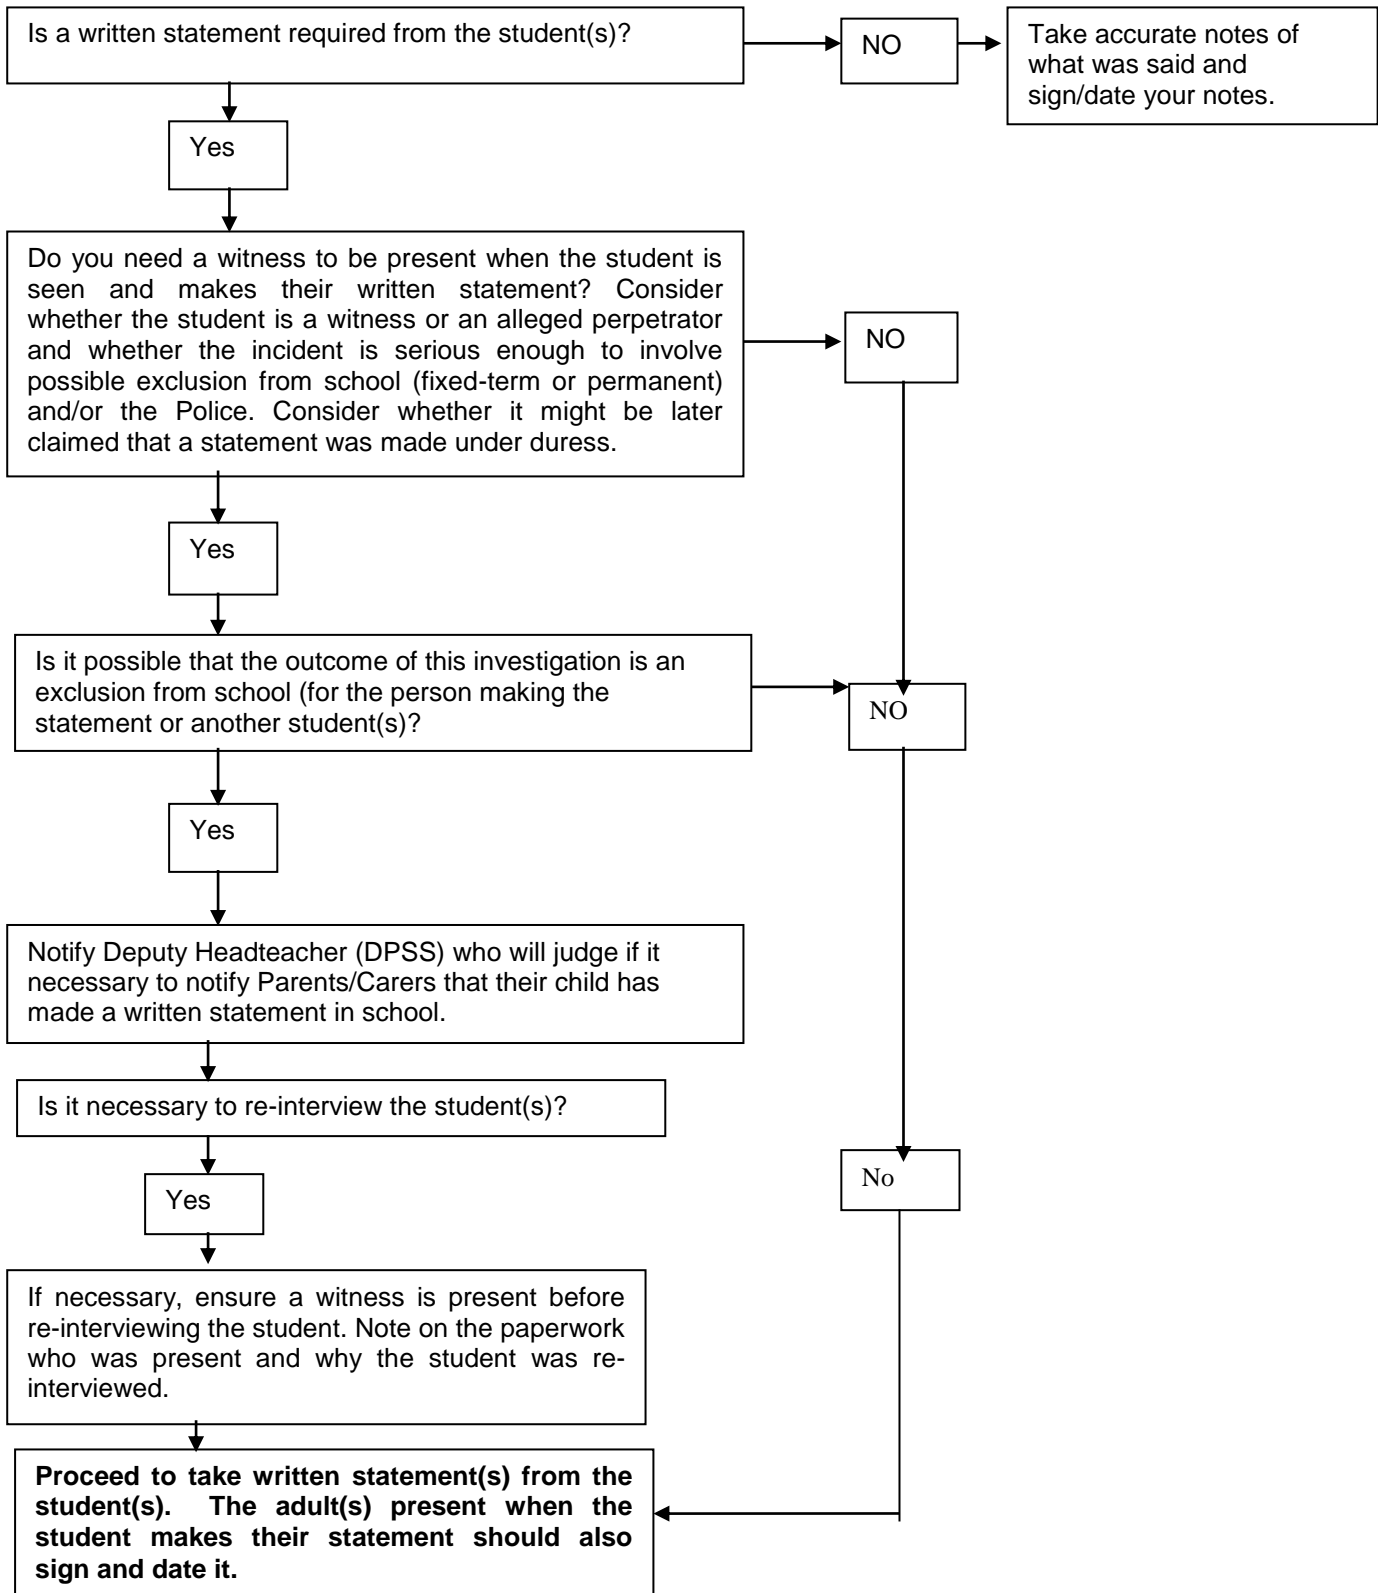 Is a written statement required from the student(s)?
NO
Take accurate notes of
what was said and
sign/date your notes.
Yes
Do you need a witness to be present when the student is
seen and makes their written statement? Consider
whether the student is a witness or an alleged perpetrator
and whether the incident is serious enough to involve
possible exclusion from school (fixed-term or permanent)
and/or the Police. Consider whether it might be later
claimed that a statement was made under duress.
NO
Yes
Is it possible that the outcome of this investigation is an
exclusion from school (for the person making the
statement or another student(s)?
NO
Yes
Notify Deputy Headteacher (DPSS) who will judge if it
necessary to notify Parents/Carers that their child has
made a written statement in school.
Is it necessary to re-interview the student(s)?
Yes
No
If necessary, ensure a witness is present before
re-interviewing the student. Note on the paperwork
who was present and why the student was re-
interviewed.
Proceed to take written statement(s) from the
student(s). The adult(s) present when the
student makes their statement should also
sign and date it.